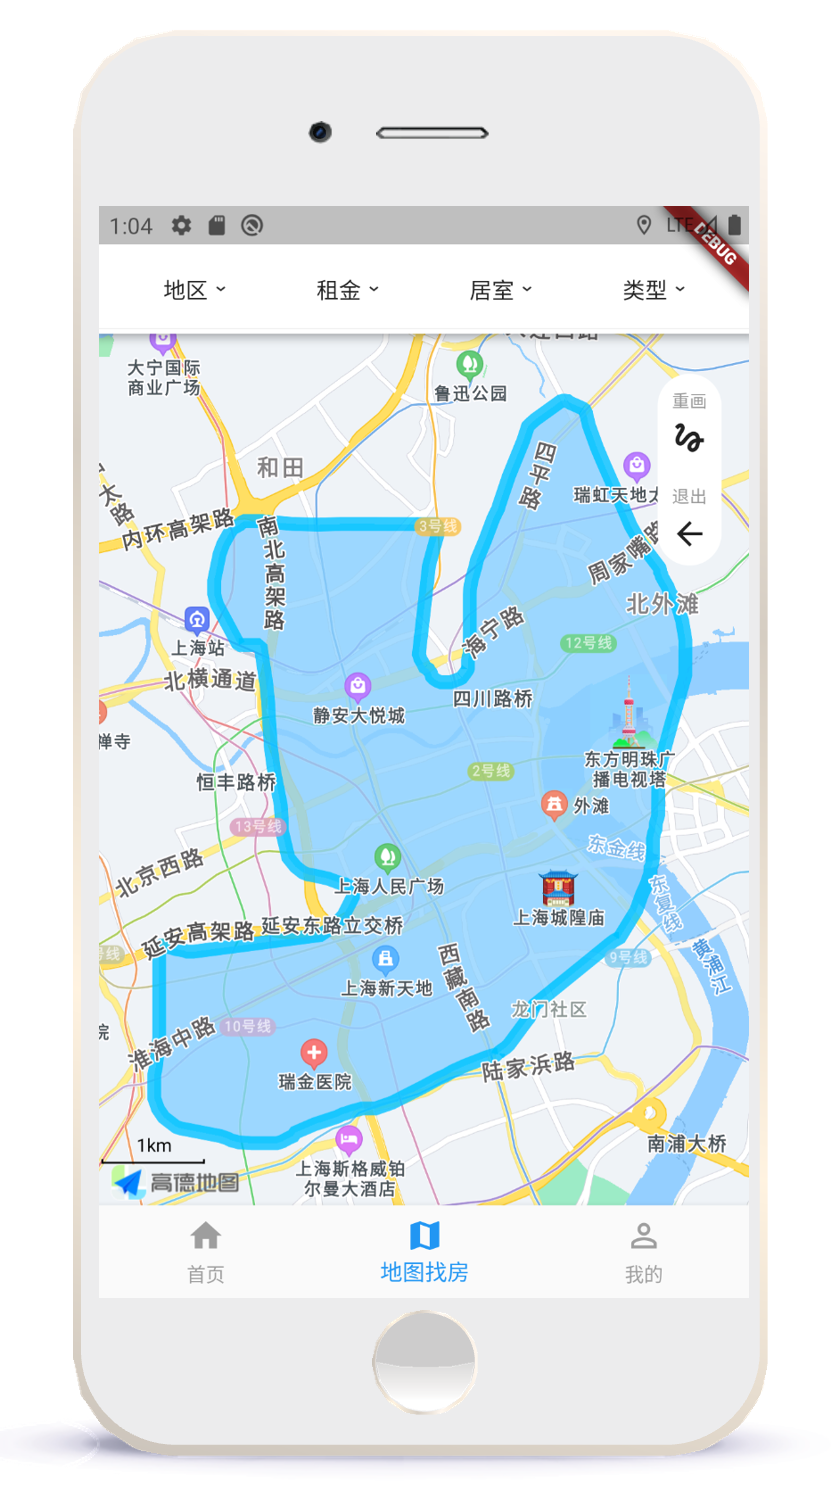 1:04
LTE
DEBUG
地区
租金
居室
类型
大宁国际
商业广场
鲁迅公园
重画
和田
四平路
瑞虹天地
退出
太路
内环高架路
南北高架路
3号线
周家嘴路
北外滩
上海站
海宁路
12号线
北横通道
静安大悦城
四川路桥
禅寺
恒丰路桥
2号线
东方明珠广
播电视塔
外滩
13号线
东金线
北京西路
上海人民广场
上海城隍庙
东复线
延安高架路
延安东路立交桥
号线
9号线
黄浦江
上海新天地
西藏南路
龙门社区
院
淮海中路
10号线
瑞金医院
陆家浜路
1km
南浦大桥
上海斯格威铂
尔曼大酒店
高德地图
首页
地图找房
我的